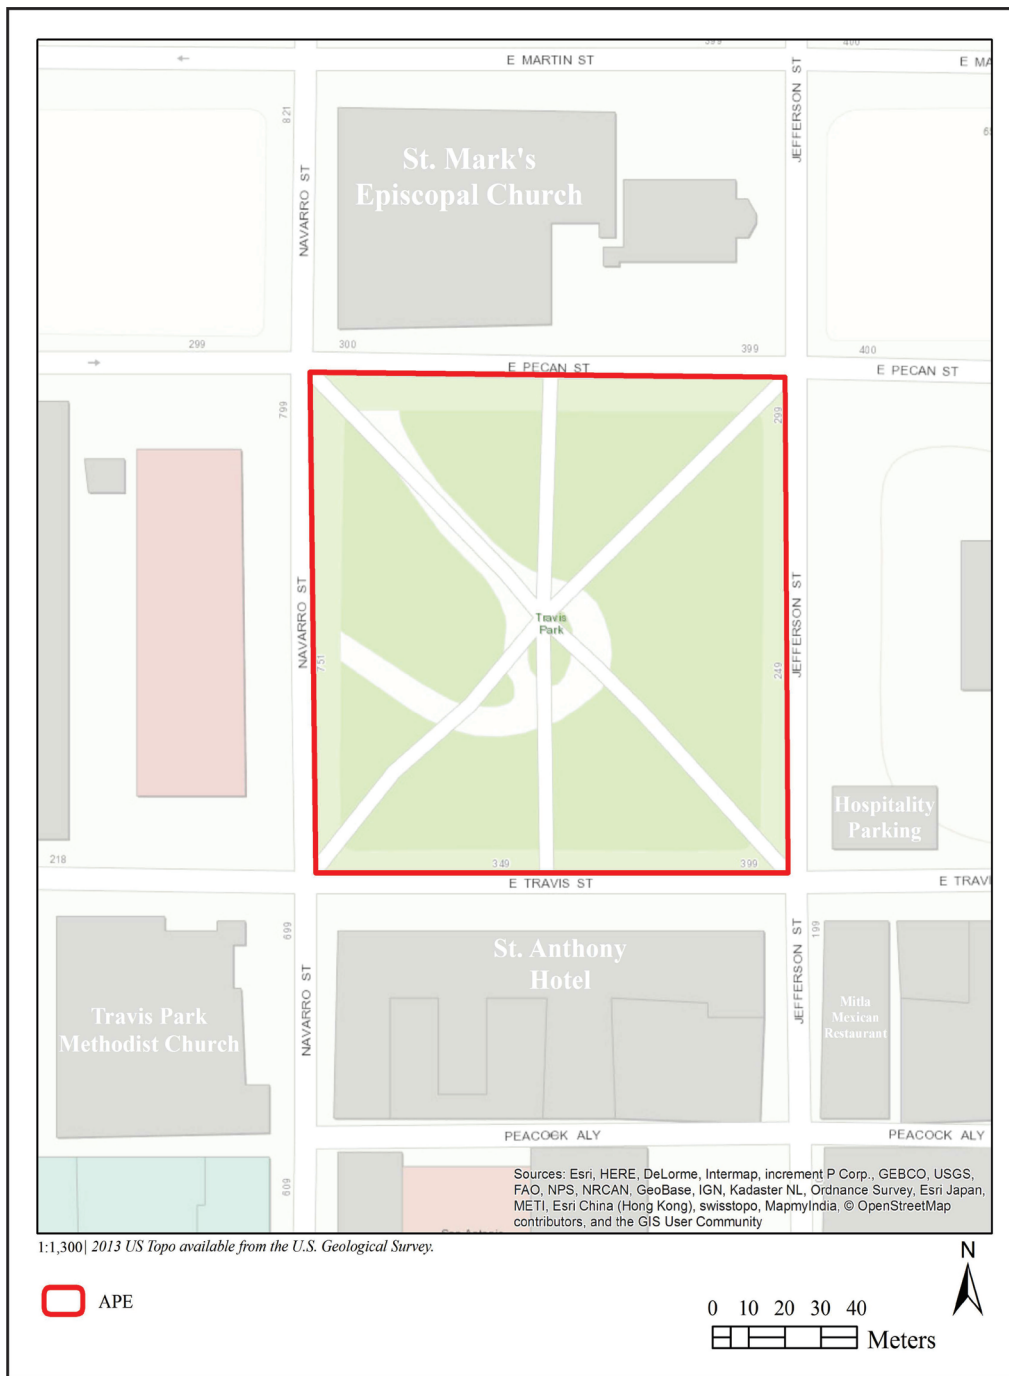 399
400
E MARTIN ST
E MA
JEFFERSON ST
821
NAVARRO ST
St. Mark's
Episcopal Church
299
300
399
400
E PECAN ST
E PECAN ST
799
299
NAVARRO ST
751
Travis
Park
249
JEFFERSON ST
Hospitality
Parking
218
349
399
E TRAVIS ST
E TRAVI
699
NAVARRO ST
St. Anthony
Hotel
JEFFERSON ST
199
Travis Park
Methodist Church
Mitla
Mexican
Restaurant
PEACOCK ALY
PEACOCK ALY
609
Sources: Esri, HERE, DeLorme, Intermap, increment P Corp., GEBCO, USGS,
FAO, NPS, NRCAN, GeoBase, IGN, Kadaster NL, Ordnance Survey, Esri Japan,
METI, Esri China (Hong Kong), swisstopo, MapmyIndia, © OpenStreetMap
contributors, and the GIS User Community
1:1,300| 2013 US Topo available from the U.S. Geological Survey.
APE
N
0 10 20 30 40
Meters